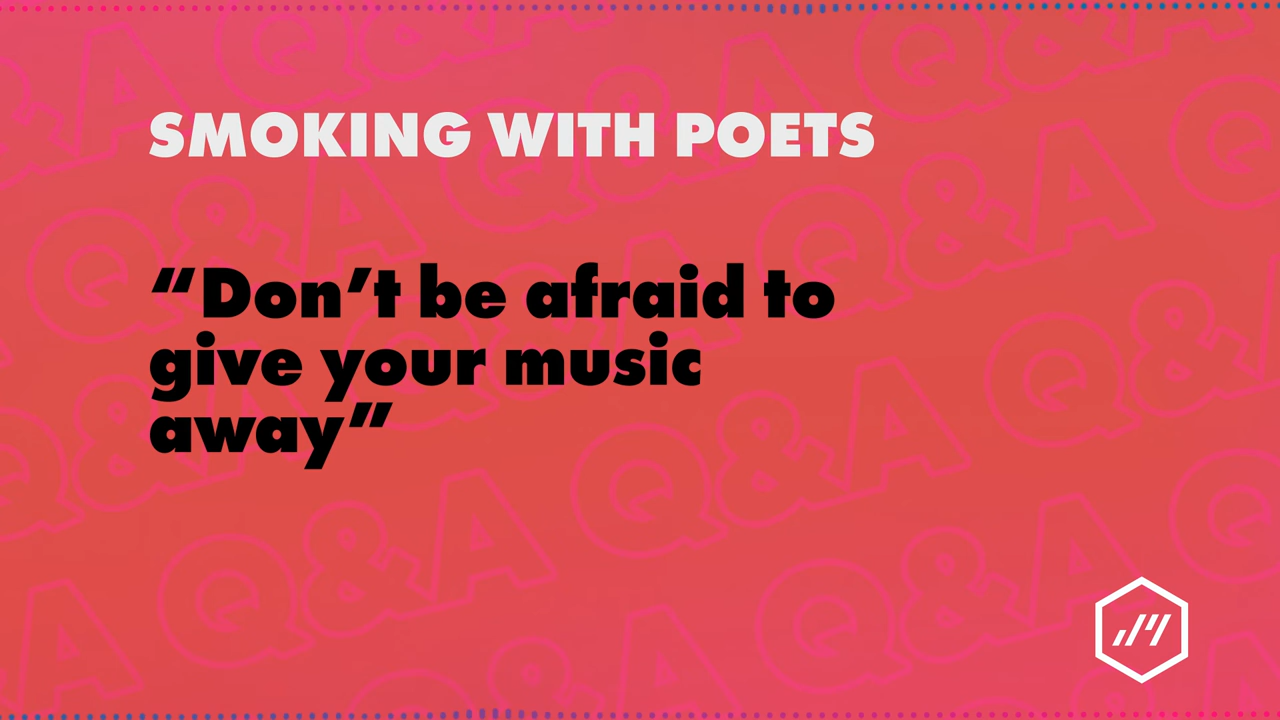 SMOKING WITH POETS
“Don’t be afraid to
give your music
away”
Q&A